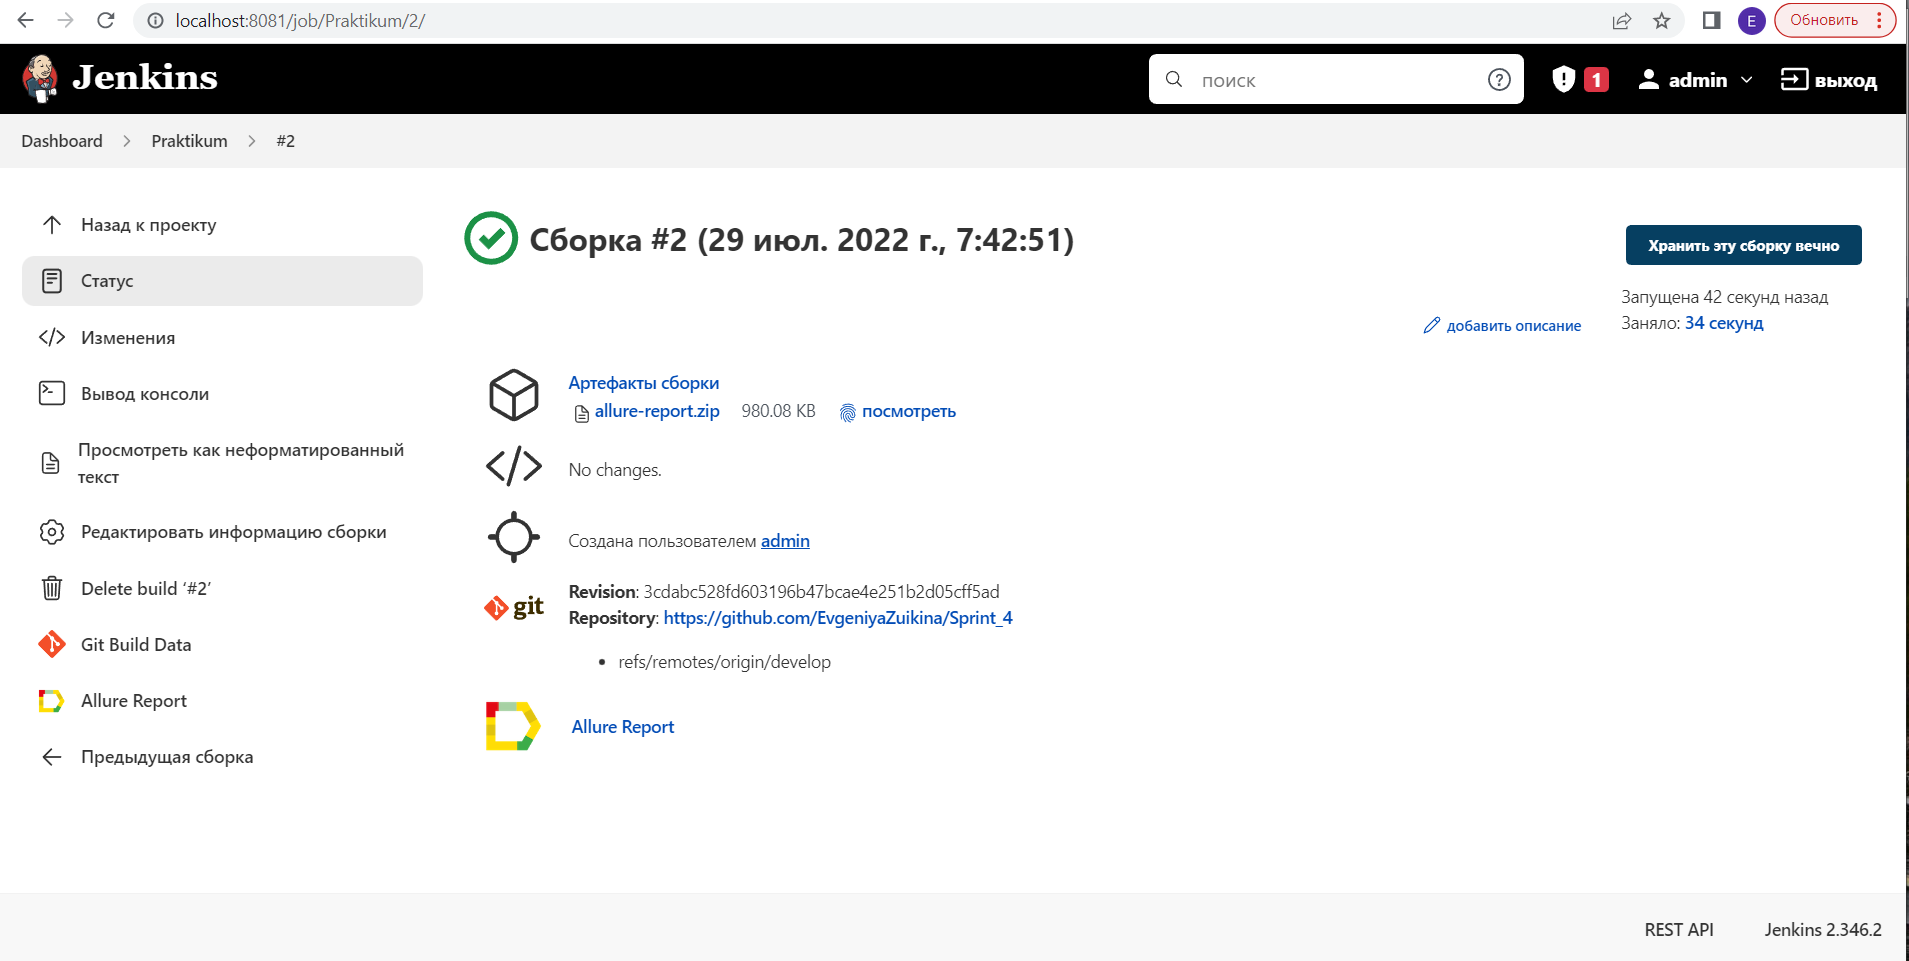 localhost:8081/job/Praktikum/2/
E
Обновить
Jenkins
поиск
1
admin
выход
Dashboard
Praktikum
#2
Назад к проекту
Статус
Изменения
Вывод консоли
Просмотреть как неформатированный
текст
Редактировать информацию сборки
Delete build ‘#2’
Git Build Data
Allure Report
Предыдущая сборка
Сборка #2 (29 июл. 2022 г., 7:42:51)
Хранить эту сборку вечно
Запущена 42 секунд назад
Заняло: 34 секунд
добавить описание
Артефакты сборки
allure-report.zip 980.08 KB посмотреть
No changes.
Создана пользователем admin
git
Revision: 3cdabc528fd603196b47bcae4e251b2d05cff5ad
Repository: https://github.com/EvgeniyaZuikina/Sprint_4
• refs/remotes/origin/develop
Allure Report
REST API
Jenkins 2.346.2